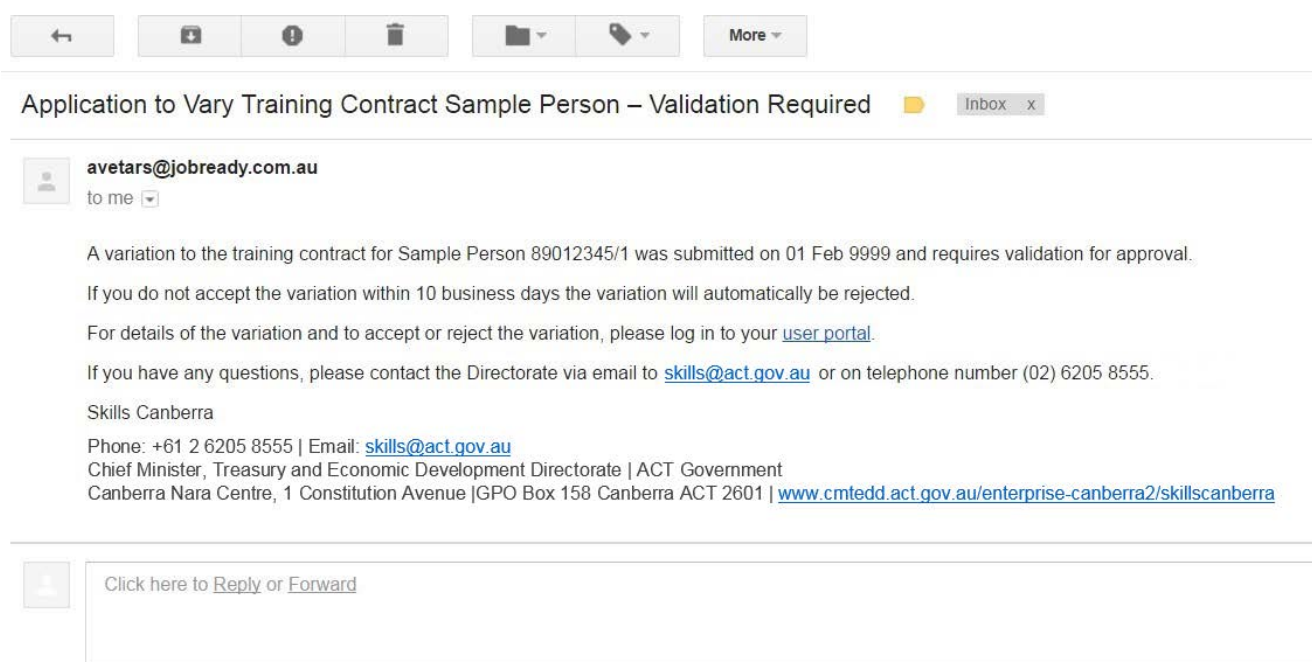 More
Application to Vary Training Contract Sample Person – Validation Required Inbox x
avetars@jobready.com.au
to me
A variation to the training contract for Sample Person 89012345/1 was submitted on 01 Feb 9999 and requires validation for approval.
If you do not accept the variation within 10 business days the variation will automatically be rejected.
For details of the variation and to accept or reject the variation, please log in to your user portal.
If you have any questions, please contact the Directorate via email to skills@act.gov.au or on telephone number (02) 6205 8555.
Skills Canberra
Phone: +61 2 6205 8555 | Email: skills@act.gov.au
Chief Minister, Treasury and Economic Development Directorate | ACT Government
Canberra Nara Centre, 1 Constitution Avenue |GPO Box 158 Canberra ACT 2601 | www.cmtedd.act.gov.au/enterprise-canberra2/skillscanberra
Click here to Reply or Forward